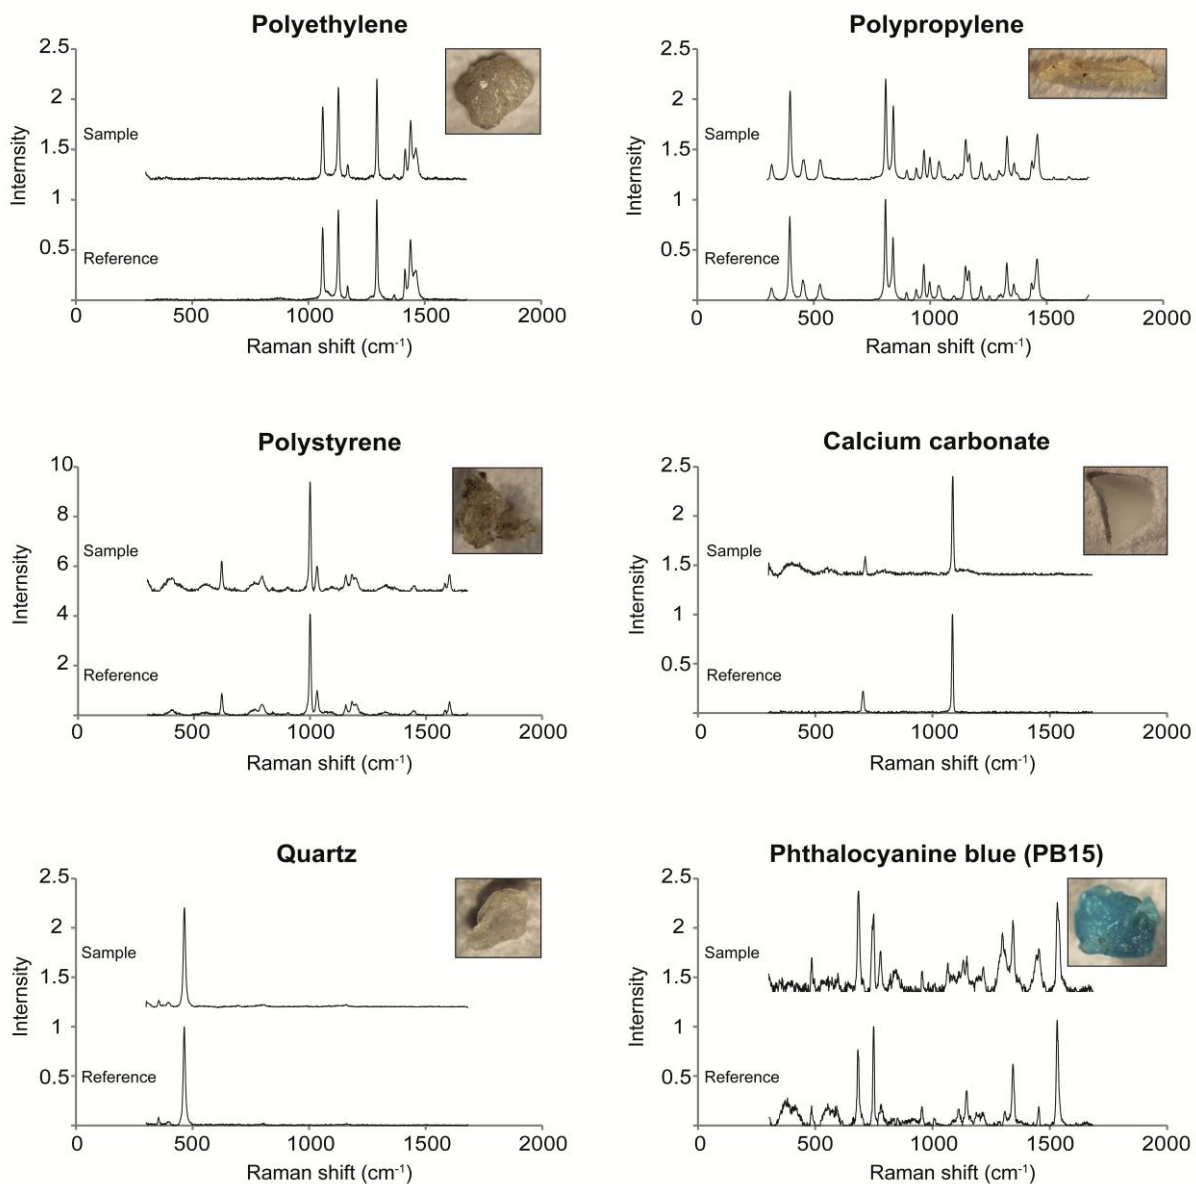 Polyethylene
2.5
2
Sample
1.5
1
0.5
Reference
0 500 1000 1500 2000
Raman shift (cm-1)
Internsity
Polypropylene
2.5
2
Sample
1.5
1
0.5
Reference
0 500 1000 1500 2000
Raman shift (cm-1)
Internsity
Polystyrene
10
8
Sample
6
4
2
Reference
0 500 1000 1500 2000
Raman shift (cm-1)
Internsity
Calcium carbonate
2.5
2
Sample
1.5
1
0.5
Reference
0 500 1000 1500 2000
Raman shift (cm-1)
Internsity
Quartz
2.5
2
Sample
1.5
1
0.5
Reference
0 500 1000 1500 2000
Raman shift (cm-1)
Internsity
Phthalocyanine blue (PB15)
2.5
2
Sample
1.5
1
0.5
Reference
0 500 1000 1500 2000
Raman shift (cm-1)
Internsity